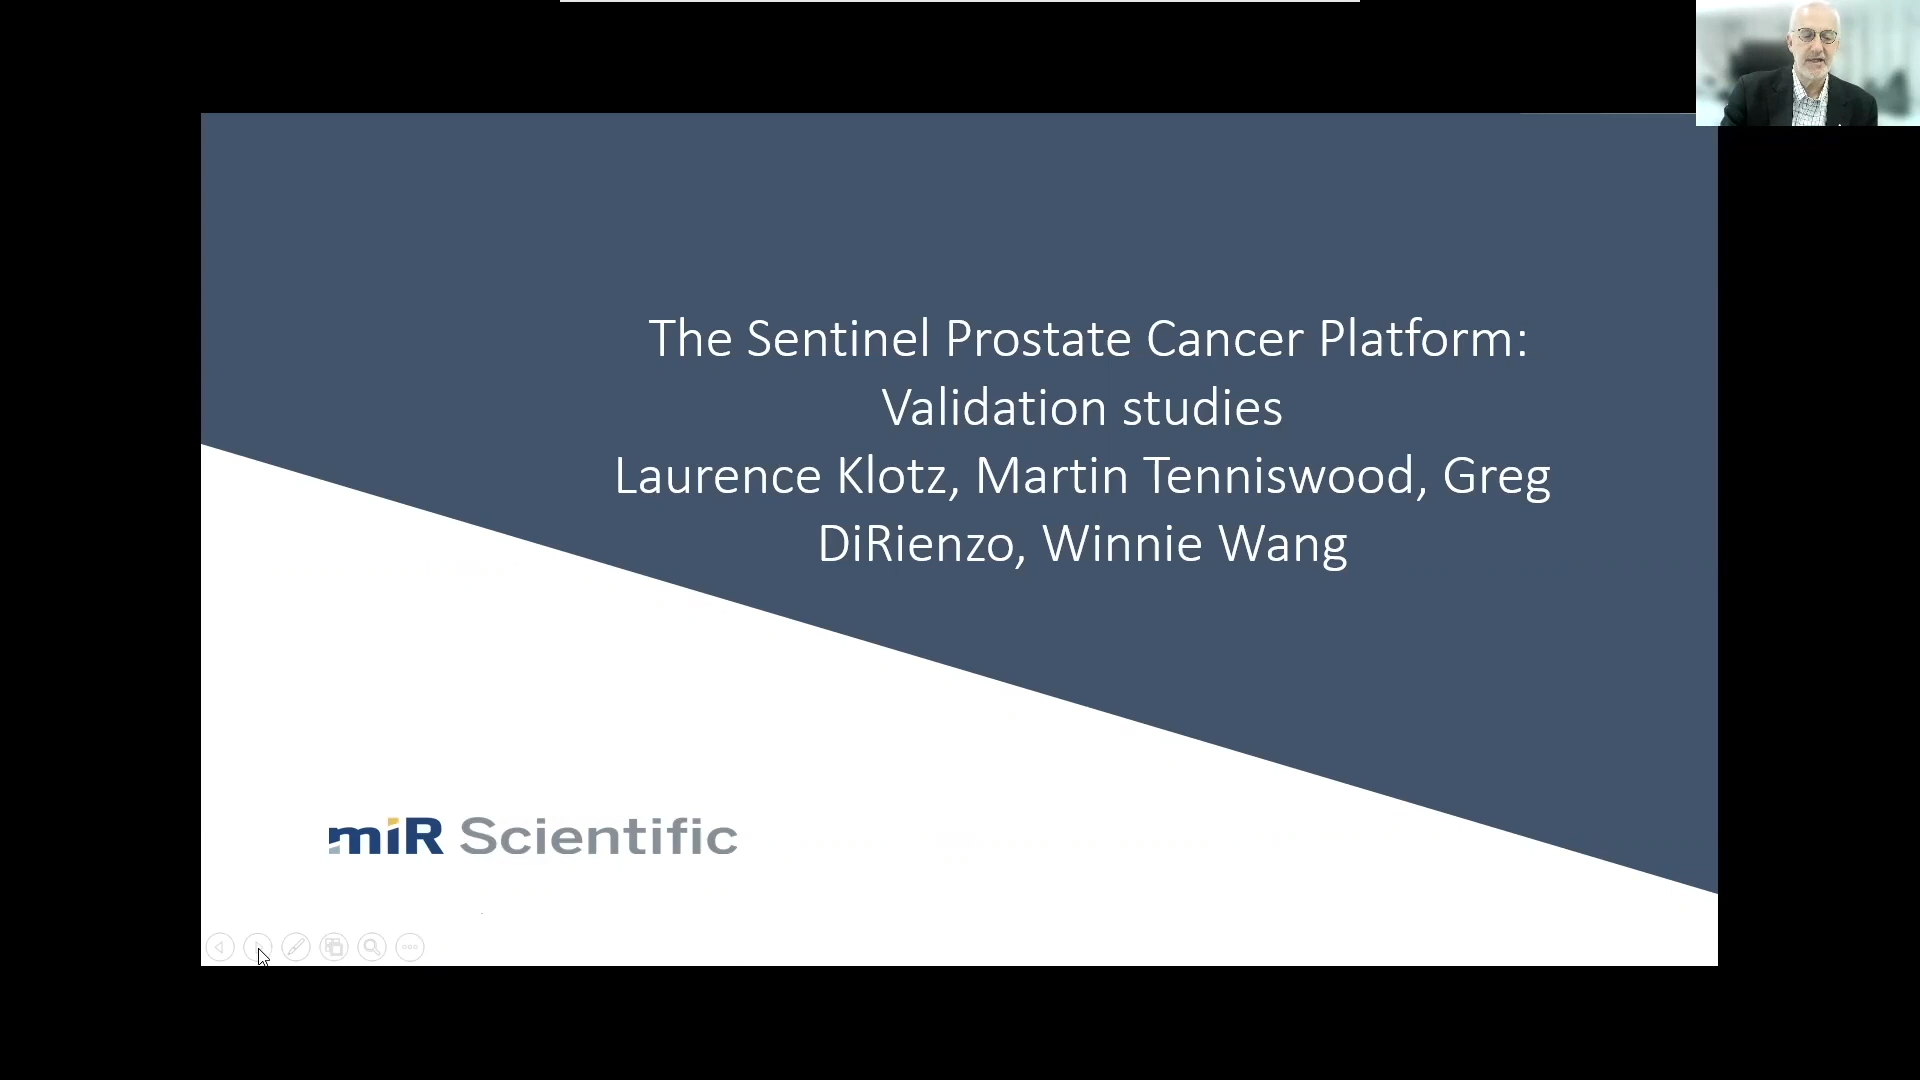 The Sentinel Prostate Cancer Platform:
Validation studies
Laurence Klotz, Martin Tenniswood, Greg
DiRienzo, Winnie Wang
miR Scientific